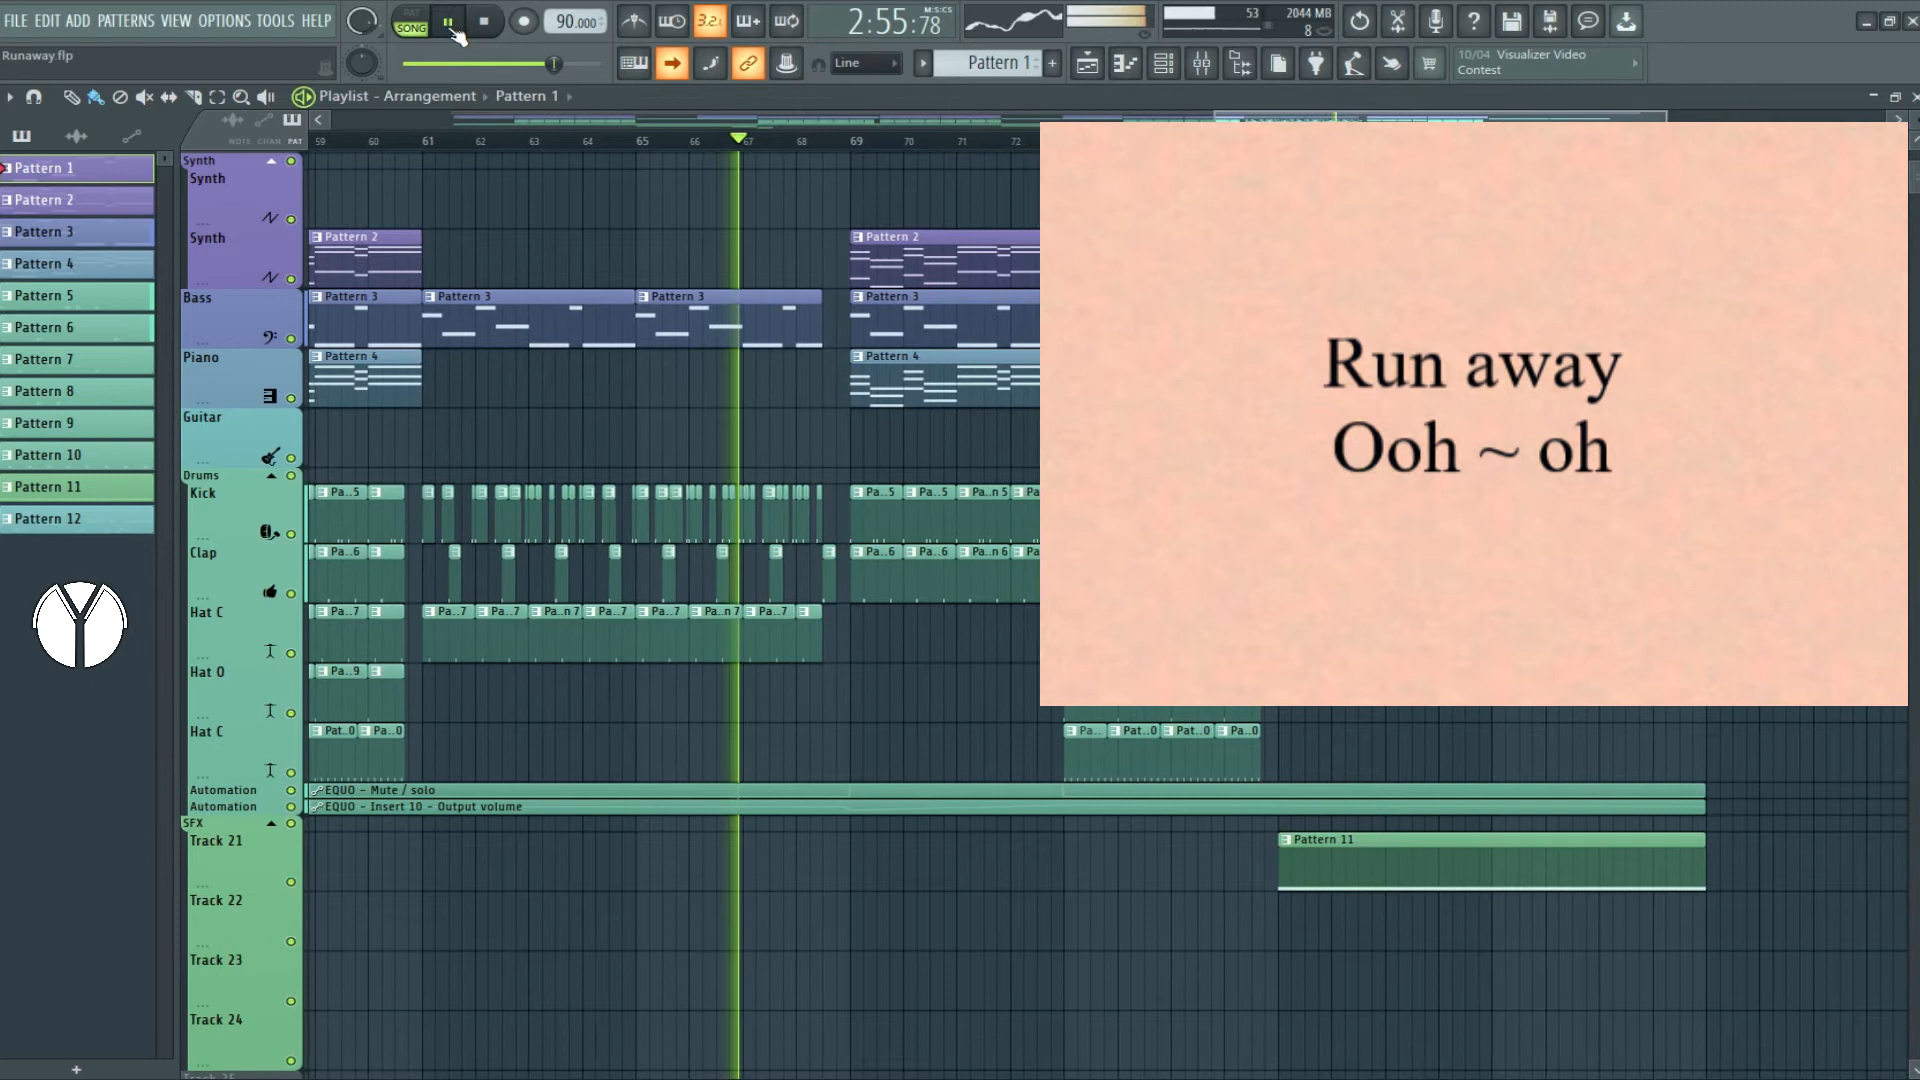 FILE EDIT ADD PATTERNS VIEW OPTIONS TOOLS HELP
PAT
SONG
90.000
3.2.
2:55:78
M:S:CS
53
2044 MB
8
Runaway.flp
Line
Pattern 1
+
10/04 Visualizer Video
Contest
Playlist - Arrangement
Pattern 1
NOTE CHAN PAT
59 60 61 62 63 64 65 66 67 68 69 70 71 72
Pattern 1
Pattern 2
Pattern 3
Pattern 4
Pattern 5
Pattern 6
Pattern 7
Pattern 8
Pattern 9
Pattern 10
Pattern 11
Pattern 12
+
Synth
Synth
Synth
Pattern 2
Pattern 2
Bass
Pattern 3
Pattern 3
Pattern 3
Pattern 3
Piano
Pattern 4
Pattern 4
Guitar
Drums
Kick
Pa..5
Pa..5 Pa..5 Pa..n 5 Pa
Clap
Pa..6
Pa..6 Pa..6 Pa..n 6 Pa
Hat C
Pa..7
Pa..7 Pa..7 Pa..n 7 Pa..7 Pa..7 Pa..n 7 Pa..7
Hat O
Pa..9
Hat C
Pat..0 Pa..0
Pa.. Pat..0 Pat..0 Pa..0
Automation
EQUO - Mute / solo
Automation
EQUO - Insert 10 - Output volume
SFX
Track 21
Pattern 11
Track 22
Track 23
Track 24
Track 25
Run away
Ooh ~ oh